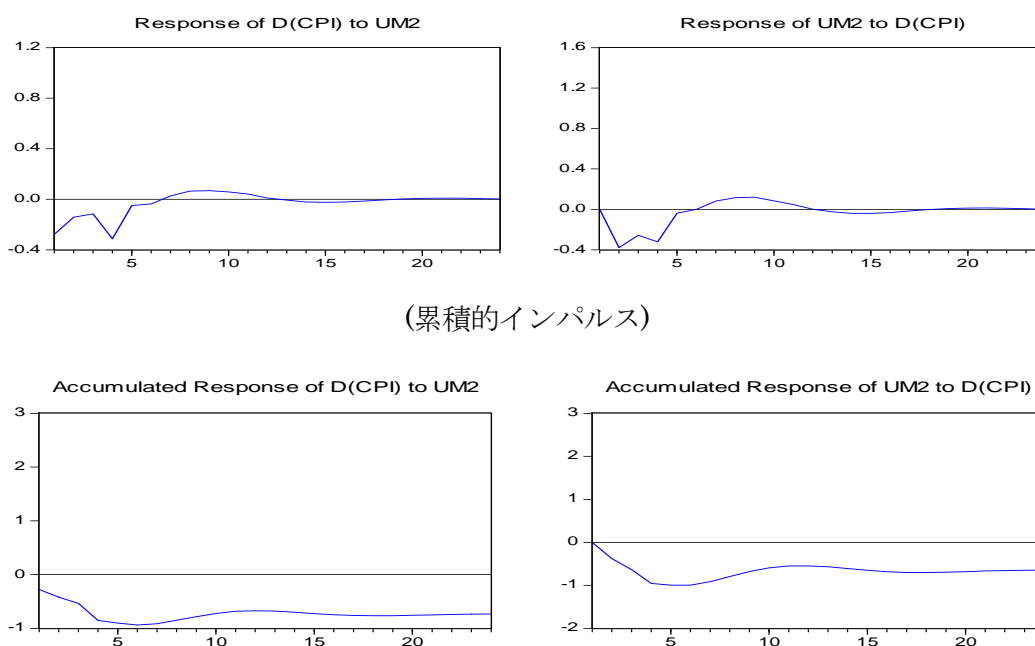 Response of D(CPI) to UM2
1.2
0.8
0.4
0.0
-0.4
5 10 15 20
Response of UM2 to D(CPI)
1.6
1.2
0.8
0.4
0.0
-0.4
5 10 15 20
(累積的インパルス)
Accumulated Response of D(CPI) to UM2
3
2
1
0
-1
5 10 15 20
Accumulated Response of UM2 to D(CPI)
3
2
1
0
-1
-2
5 10 15 20